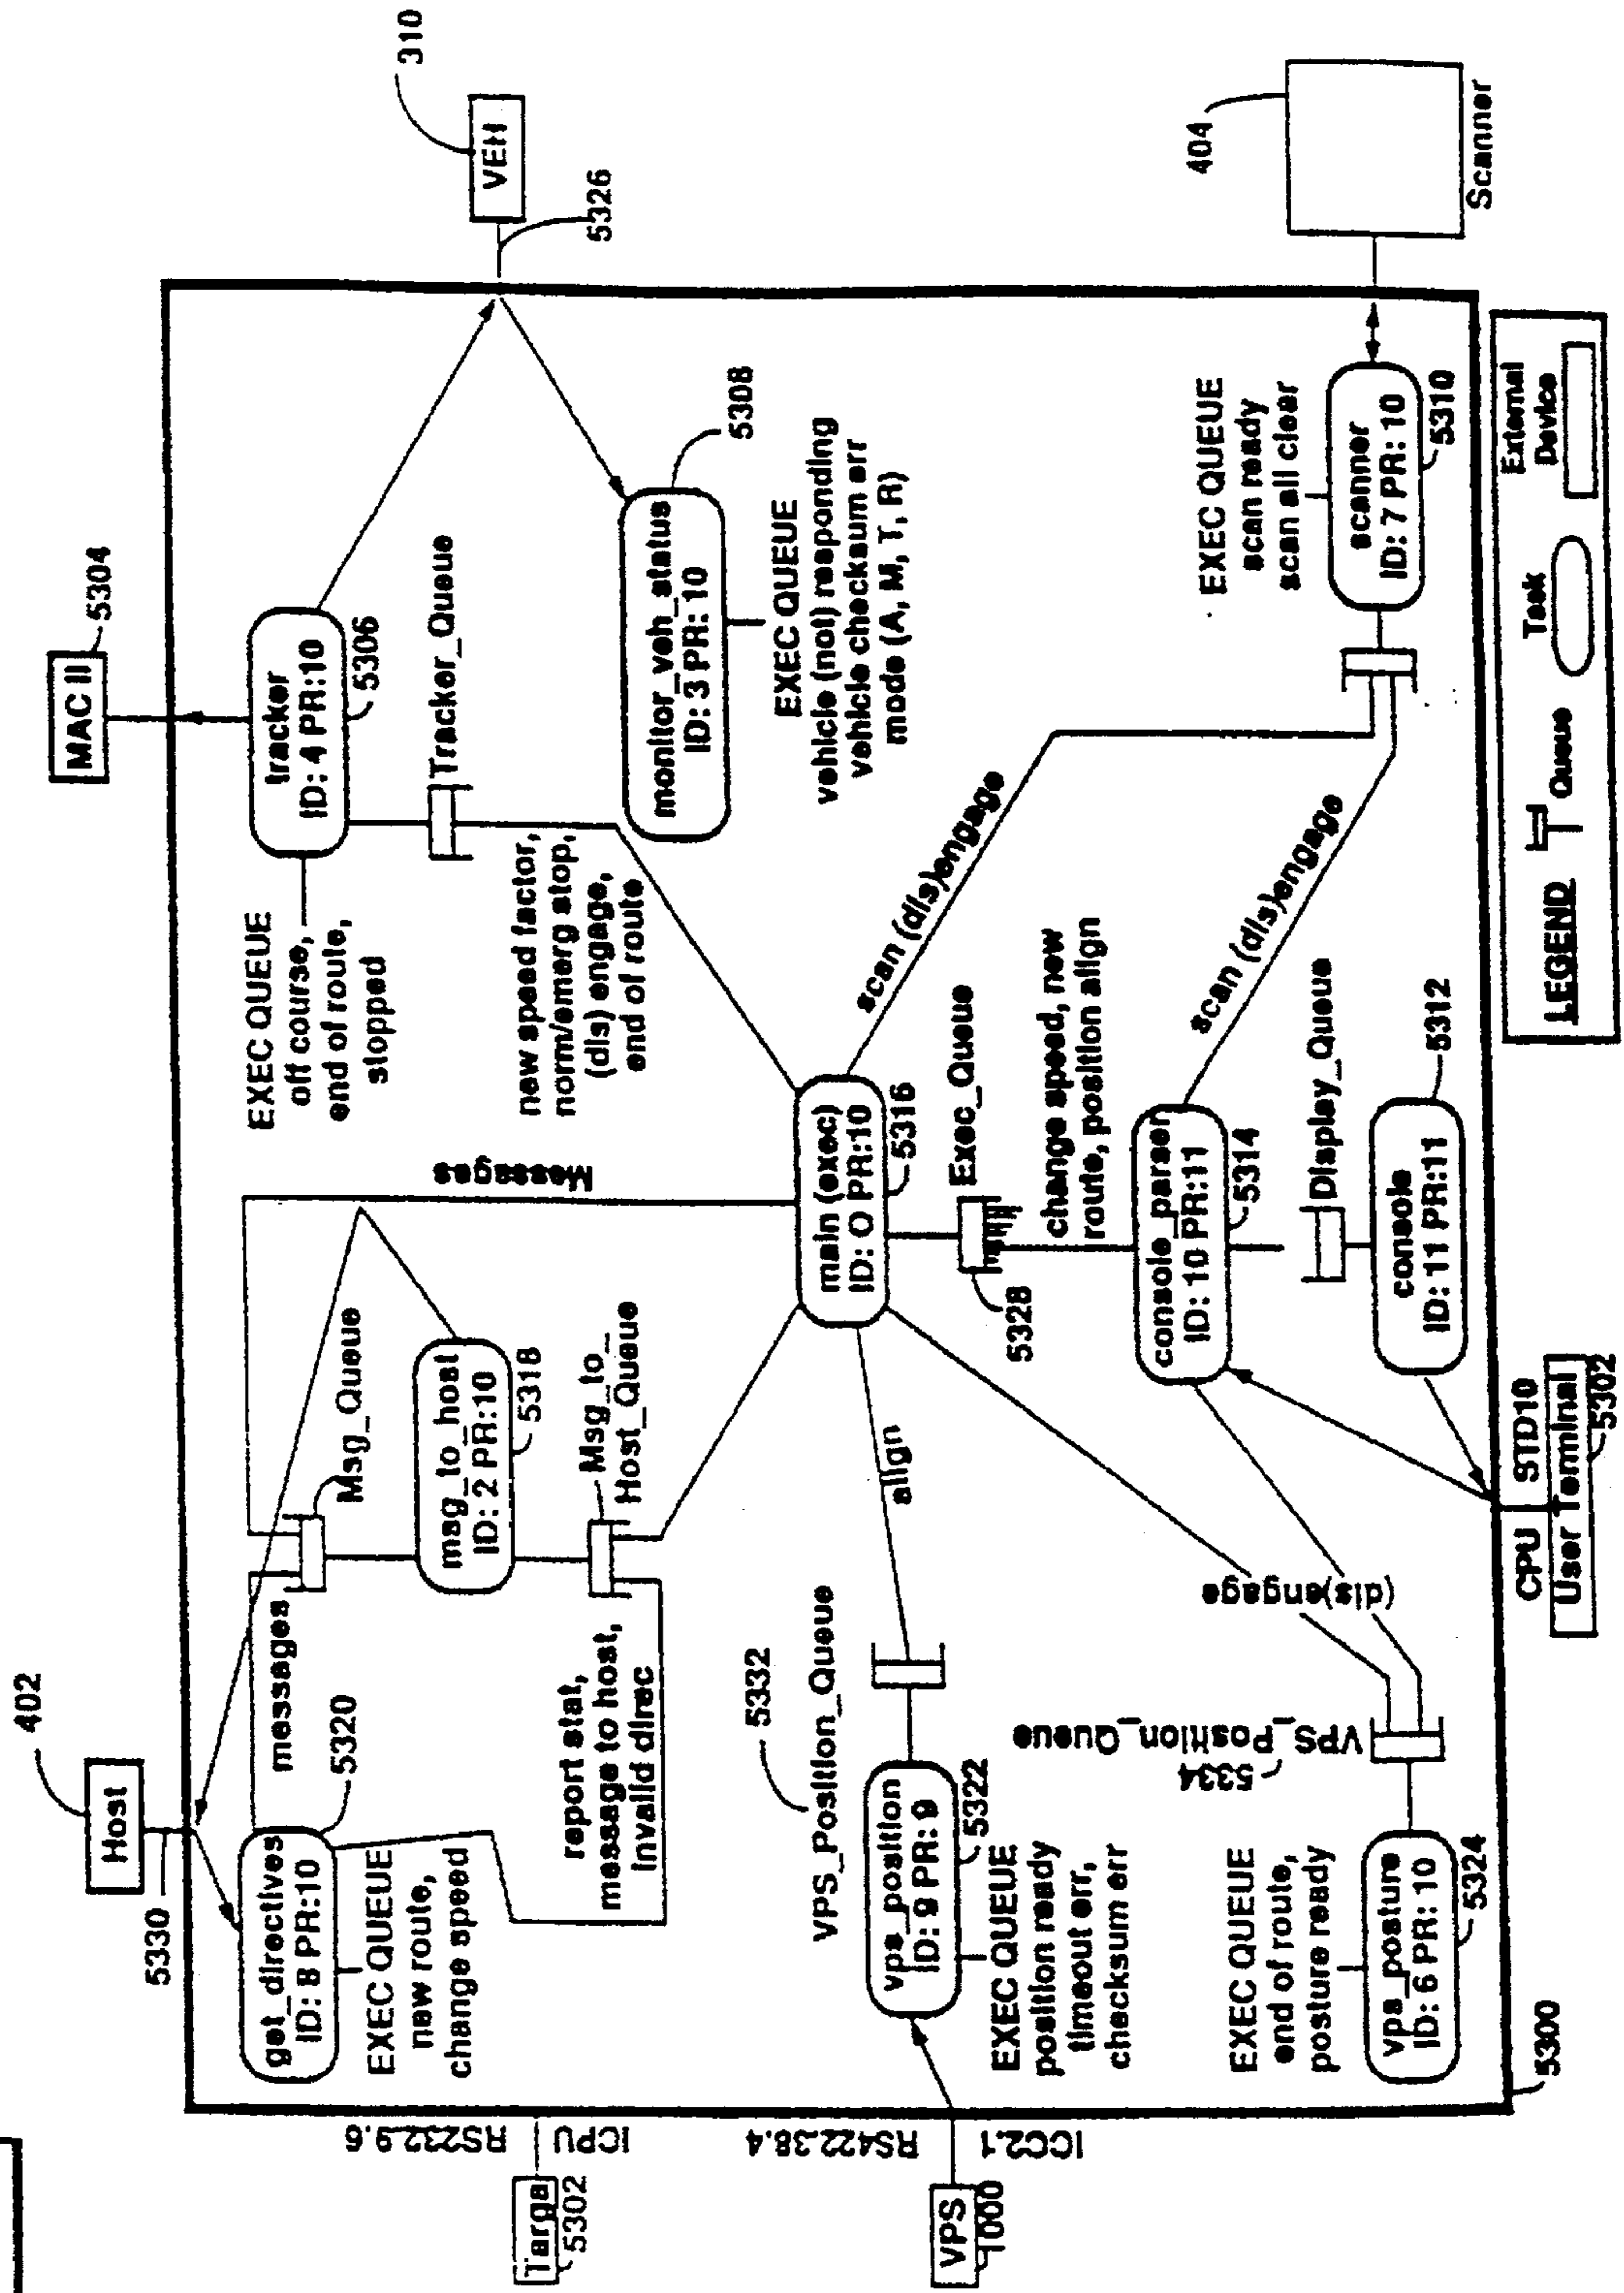 402
Host
5330
get_directives
ID: 8 PR:10
5320
EXEC QUEUE
new route,
change speed
messages
Msg_Queue
msg_to_host
ID: 2 PR:10
5318
Msg_to_
Host_Queue
report stat,
message to host,
invalid direc
Messages
MAC II
5304
tracker
ID: 4 PR:10
5306
EXEC QUEUE
off course,
end of route,
stopped
Tracker_Queue
new speed factor,
norm/emerg stop,
(dis) engage,
end of route
310
VEH
5326
monitor_veh_status
ID: 3 PR: 10
5308
EXEC QUEUE
vehicle (not) responding
vehicle checksum err
mode (A, M, T, R)
Targa
5302
RS232.9.6
ICPU
VPS
1000
RS422.38.4
ICC2.1
5332
VPS_Position_Queue
vps_position
ID: 9 PR: 9
5322
EXEC QUEUE
position ready
timeout err,
checksum err
align
main (exec)
ID: O PR:10
5316
Exec_Queue
5328
change speed, new
route, position align
scan (dis)engage
scan (dis)engage
404
Scanner
EXEC QUEUE
scan ready
scan all clear
scanner
ID: 7 PR: 10
5310
console_parser
ID: 10 PR:11
5314
Display_Queue
console
ID: 11 PR:11
5312
(dis)engage
VPS_Position_Queue
5334
EXEC QUEUE
end of route,
posture ready
vps_posture
ID: 6 PR: 10
5324
5300
CPU STD10
User Terminal
5302
LEGEND
Queue
Task
External
Device